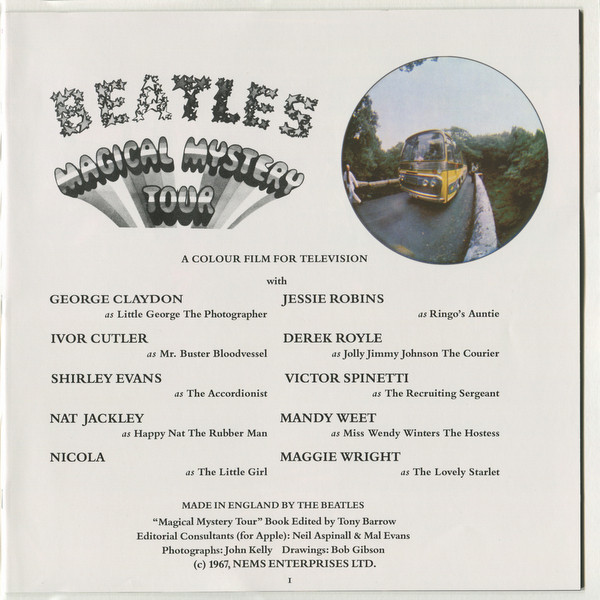 BEATLES
MAGICAL MYSTERY
TOUR
A COLOUR FILM FOR TELEVISION
with
GEORGE CLAYDON
as Little George The Photographer
JESSIE ROBINS
as Ringo's Auntie
IVOR CUTLER
as Mr. Buster Bloodvessel
DEREK ROYLE
as Jolly Jimmy Johnson The Courier
SHIRLEY EVANS
as The Accordionist
VICTOR SPINETTI
as The Recruiting Sergeant
NAT JACKLEY
as Happy Nat The Rubber Man
MANDY WEET
as Miss Wendy Winters The Hostess
NICOLA
as The Little Girl
MAGGIE WRIGHT
as The Lovely Starlet
MADE IN ENGLAND BY THE BEATLES
“Magical Mystery Tour” Book Edited by Tony Barrow
Editorial Consultants (for Apple): Neil Aspinall & Mal Evans
Photographs: John Kelly Drawings: Bob Gibson
(c) 1967, NEMS ENTERPRISES LTD.
1